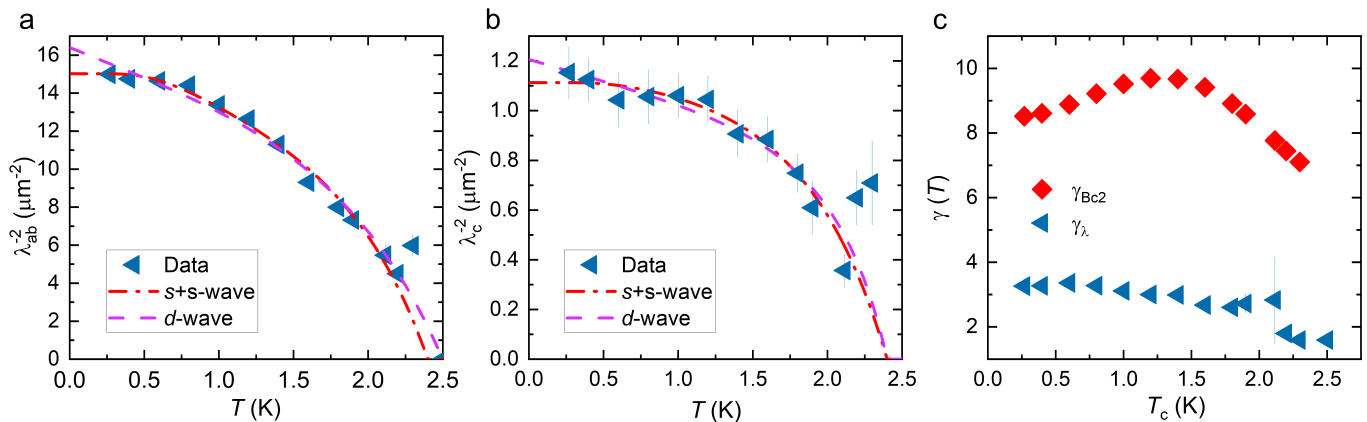 a
16
14
12
10
8
6
4
2
0
λ⁻²ab (μm⁻²)
Data
s+s-wave
d-wave
0.0 0.5 1.0 1.5 2.0 2.5
T (K)
b
1.2
1.0
0.8
0.6
0.4
0.2
0.0
λ⁻²c (μm⁻²)
Data
s+s-wave
d-wave
0.0 0.5 1.0 1.5 2.0 2.5
T (K)
c
10
8
6
4
2
γ (T)
γBc2
γλ
0.0 0.5 1.0 1.5 2.0 2.5
Tc (K)